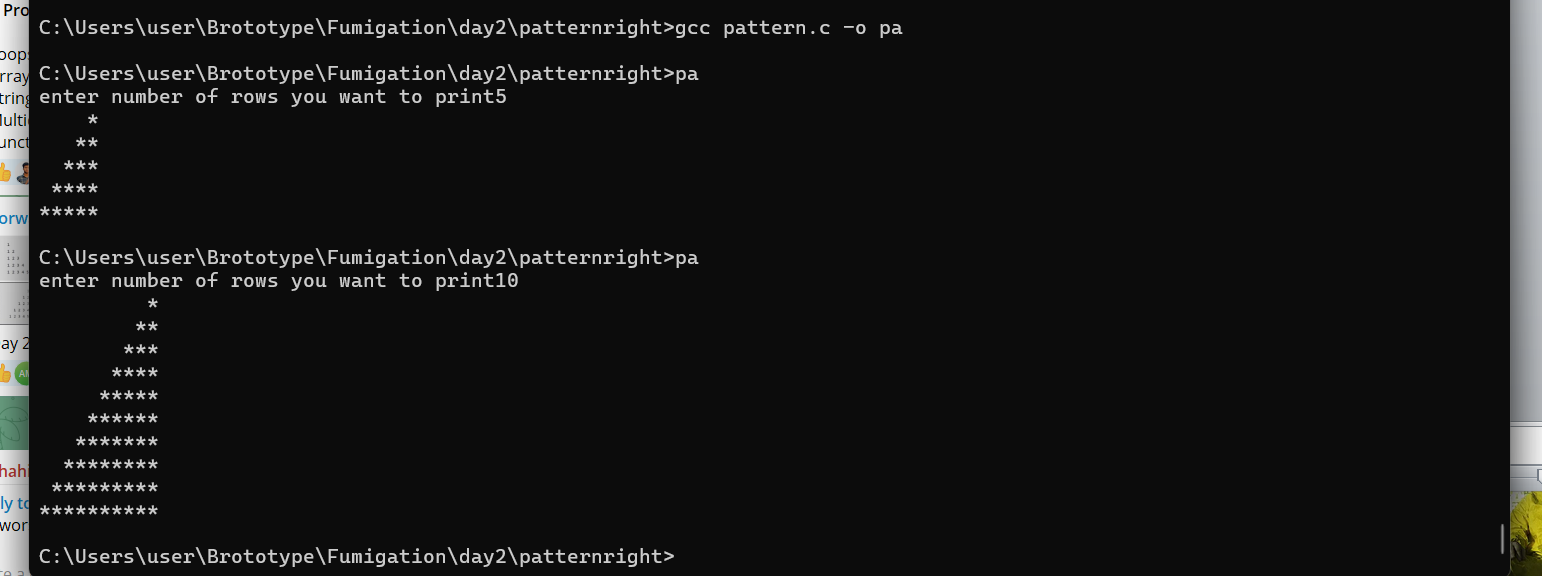 Pro
C:\Users\user\Brototype\Fumigation\day2\patternright>gcc pattern.c -o pa
C:\Users\user\Brototype\Fumigation\day2\patternright>pa
enter number of rows you want to print5
    *
   **
  ***
 ****
*****
C:\Users\user\Brototype\Fumigation\day2\patternright>pa
enter number of rows you want to print10
         *
        **
       ***
      ****
     *****
    ******
   *******
  ********
 *********
**********
C:\Users\user\Brototype\Fumigation\day2\patternright>